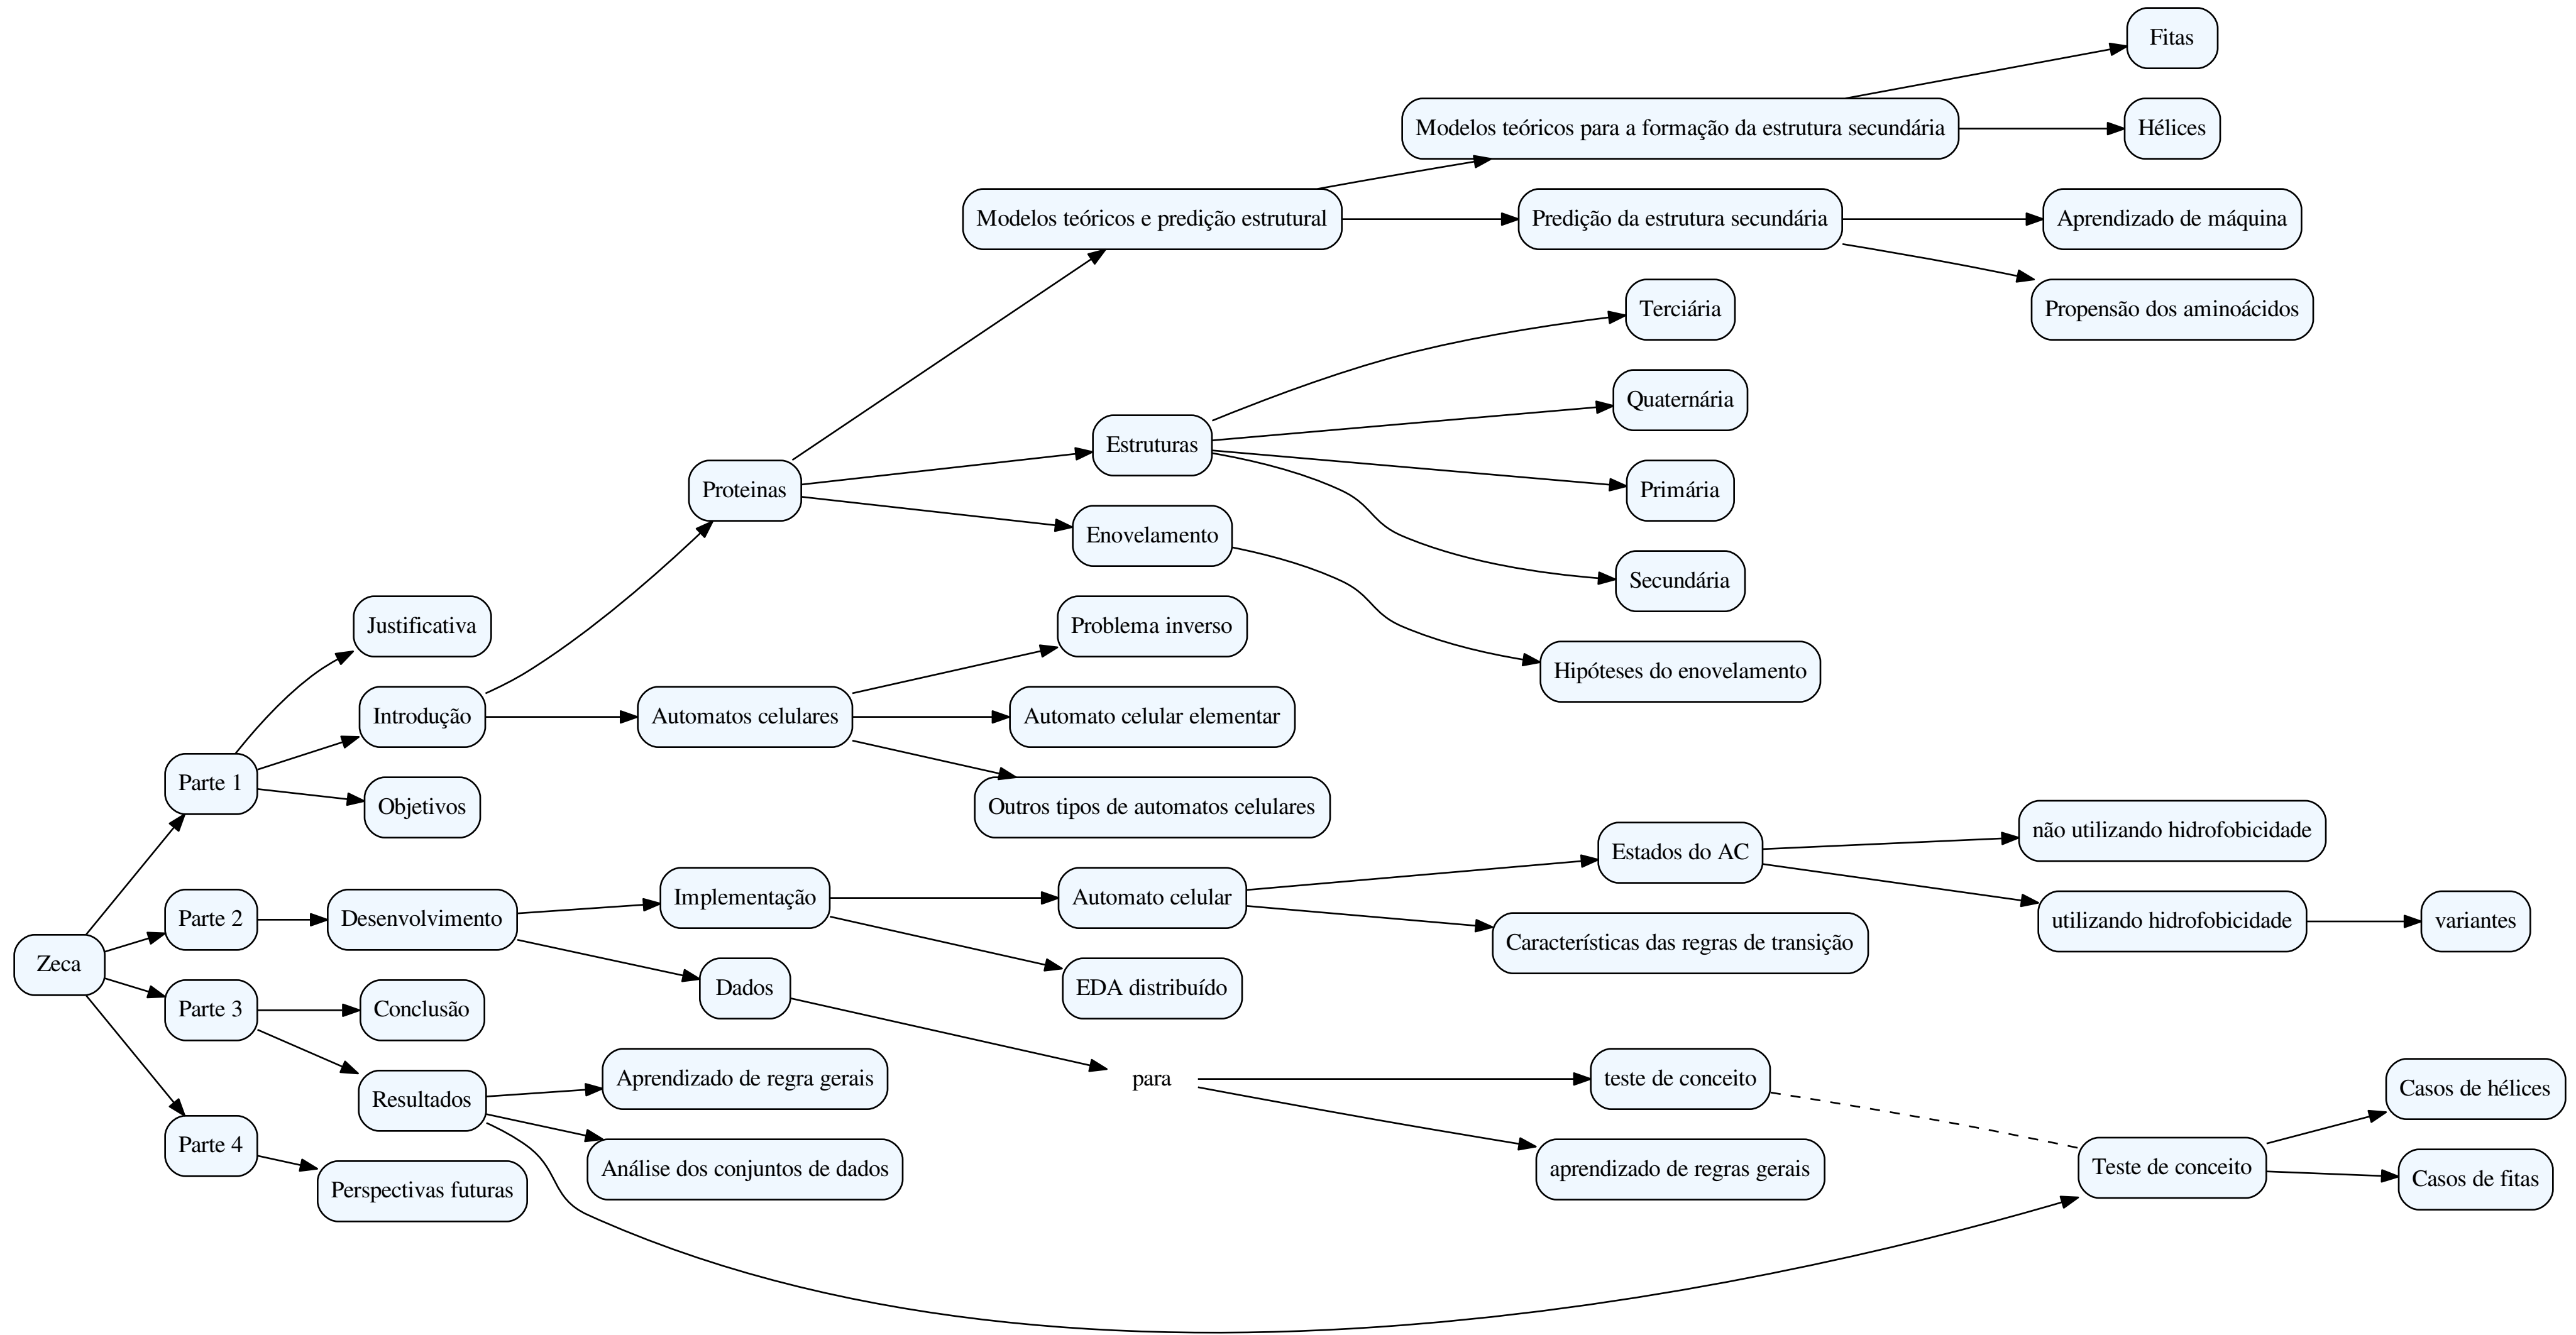 Fitas
Modelos teóricos para a formação da estrutura secundária
Hélices
Modelos teóricos e predição estrutural
Predição da estrutura secundária
Aprendizado de máquina
Propensão dos aminoácidos
Terciária
Quaternária
Estruturas
Proteinas
Primária
Enovelamento
Secundária
Justificativa
Problema inverso
Hipóteses do enovelamento
Introdução
Automatos celulares
Automato celular elementar
Parte 1
Objetivos
Outros tipos de automatos celulares
não utilizando hidrofobicidade
Estados do AC
Implementação
Automato celular
Parte 2
Desenvolvimento
utilizando hidrofobicidade
variantes
Características das regras de transição
Zeca
Dados
EDA distribuído
Parte 3
Conclusão
Aprendizado de regra gerais
para
teste de conceito
Casos de hélices
Resultados
Parte 4
Análise dos conjuntos de dados
aprendizado de regras gerais
Teste de conceito
Casos de fitas
Perspectivas futuras